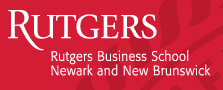 RUTGERS
Rutgers Business School
Newark and New Brunswick